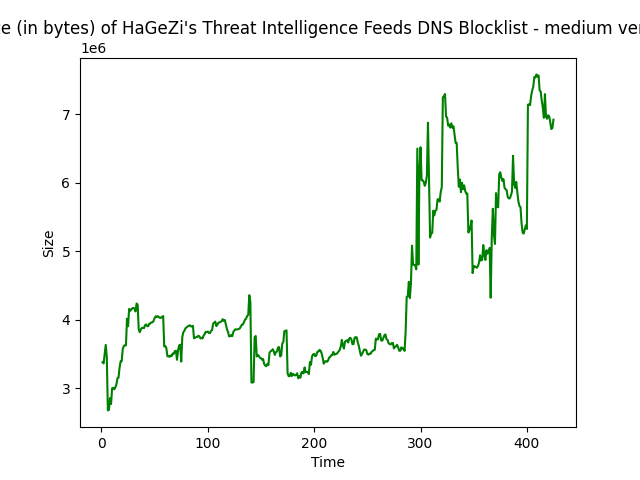 (in bytes) of HaGeZi's Threat Intelligence Feeds DNS Blocklist - medium
1e6
7
6
5
4
3
Size
0 100 200 300 400
Time